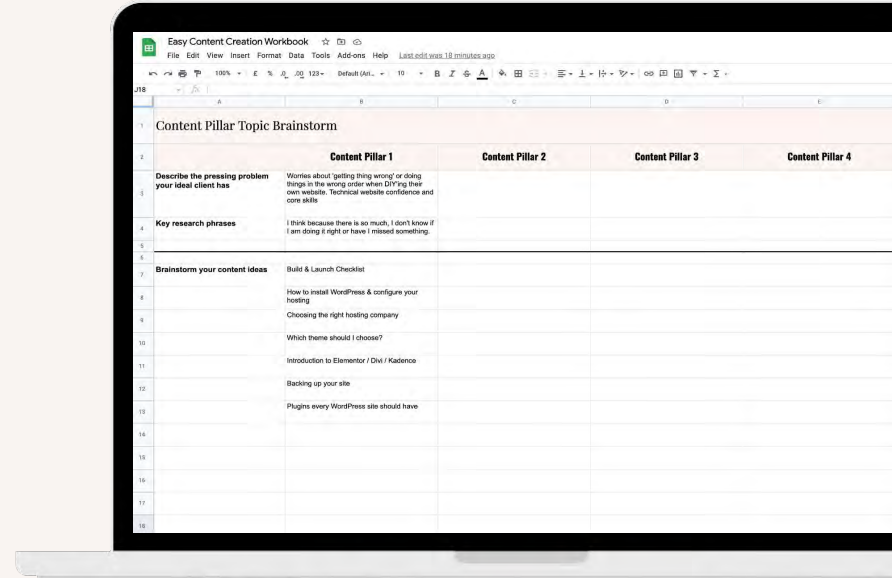 Easy Content Creation Workbook
File Edit View Insert Format Data Tools Add-ons Help Last edit was 18 minutes ago
100% £ % .0 .00 123 Default (Ari... 10 B I S A
J18
A B C D E
1 Content Pillar Topic Brainstorm
2 Content Pillar 1 Content Pillar 2 Content Pillar 3 Content Pillar 4
3 Describe the pressing problem
your ideal client has
Worries about 'getting thing wrong' or doing
things in the wrong order when DIY'ing their
own website. Technical website confidence and
core skills
4 Key research phrases
I think because there is so much, I don't know if
I am doing it right or have I missed something.
5
6
7 Brainstorm your content ideas Build & Launch Checklist
8 How to install WordPress & configure your
hosting
9 Choosing the right hosting company
10 Which theme should I choose?
11 Introduction to Elementor / Divi / Kadence
12 Backing up your site
13 Plugins every WordPress site should have
14
15
16
17
18